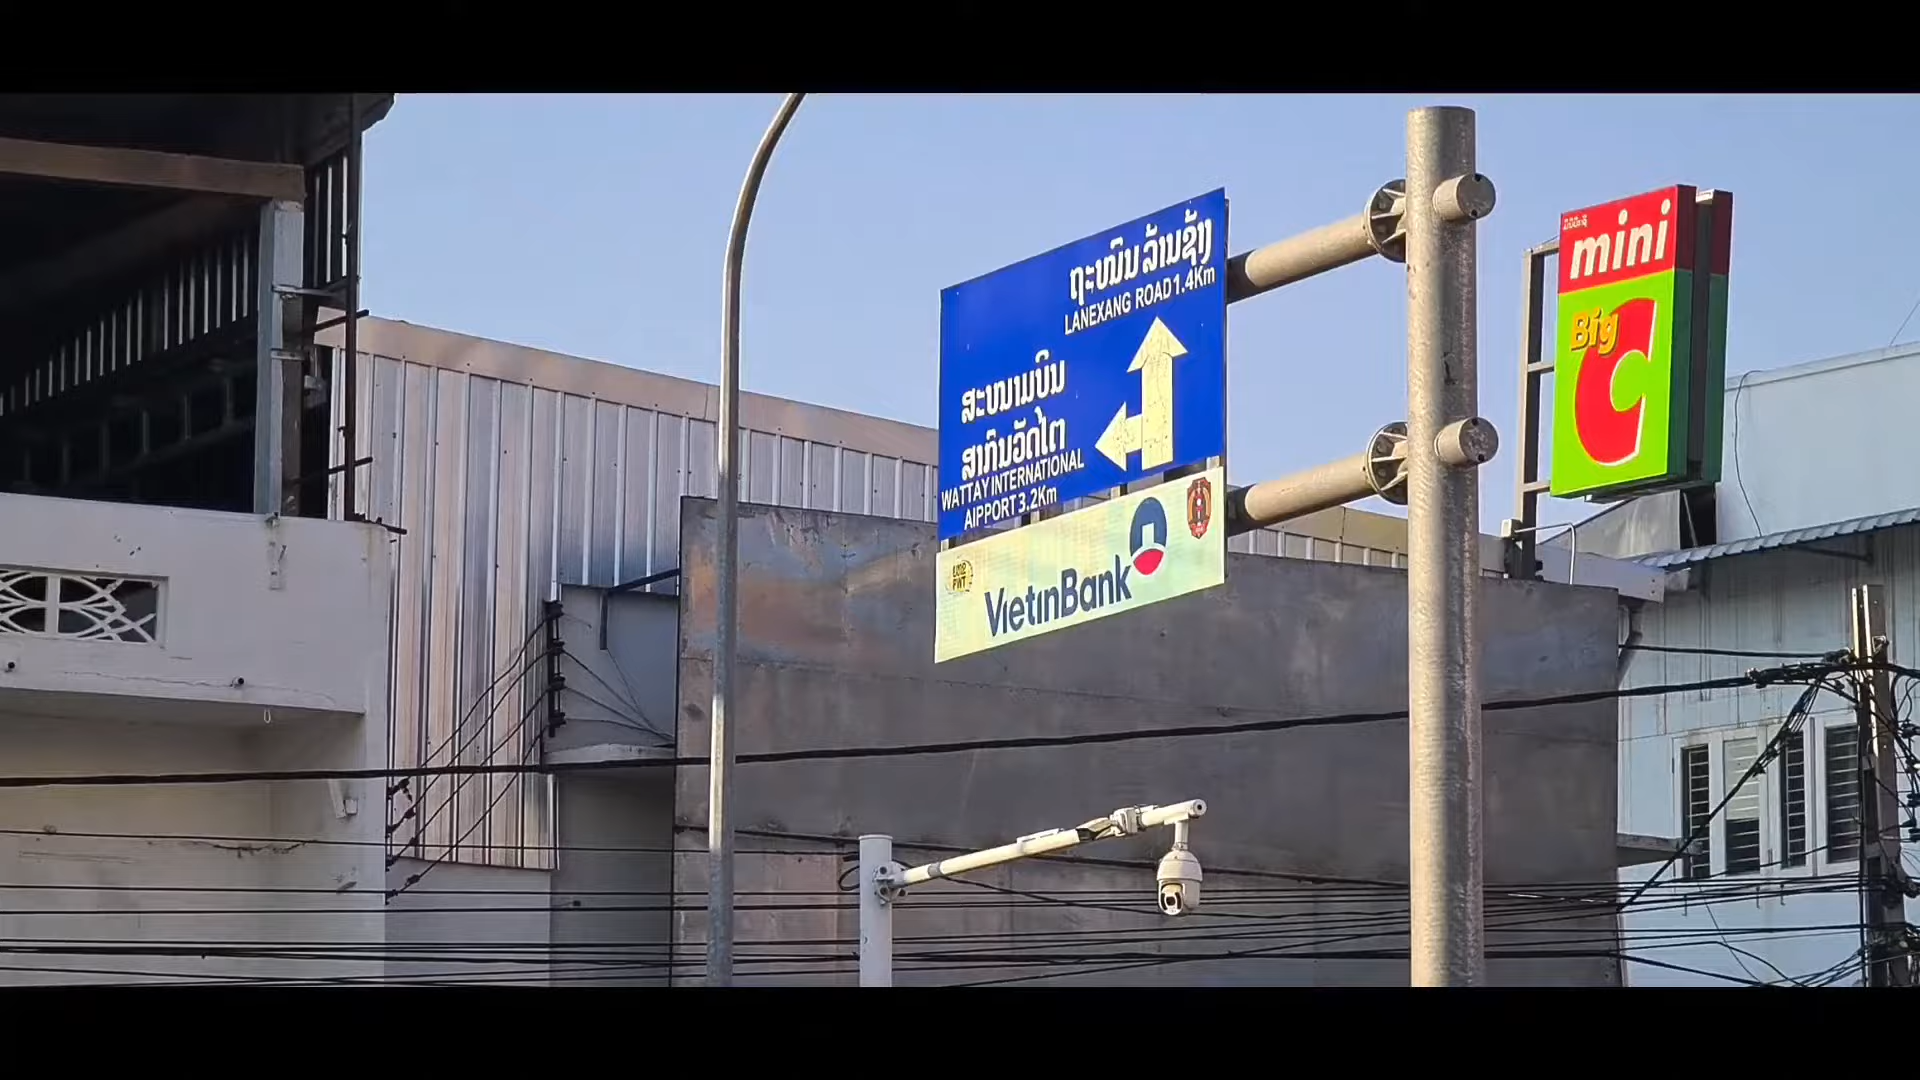 ຖະໜົນ ລ້ານຊ້າງ
LANEXANG ROAD 1.4Km
ສະໜາມບິນ
ສາກົນວັດໄຕ
WATTAY INTERNATIONAL
AIPPORT 3.2Km
VietinBank
PWT
mini
Big
C